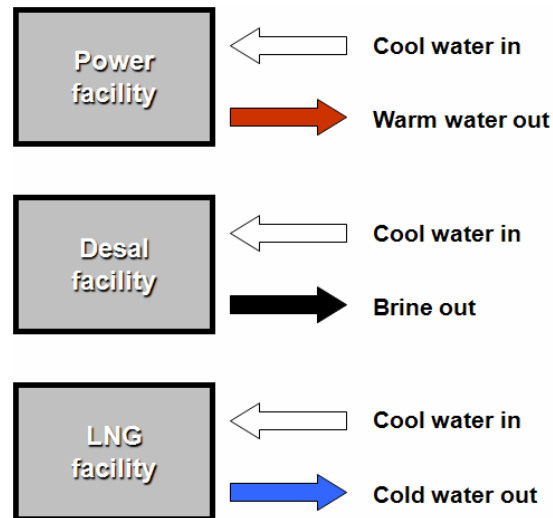 Power
facility
Cool water in
Warm water out
Desal
facility
Cool water in
Brine out
LNG
facility
Cool water in
Cold water out